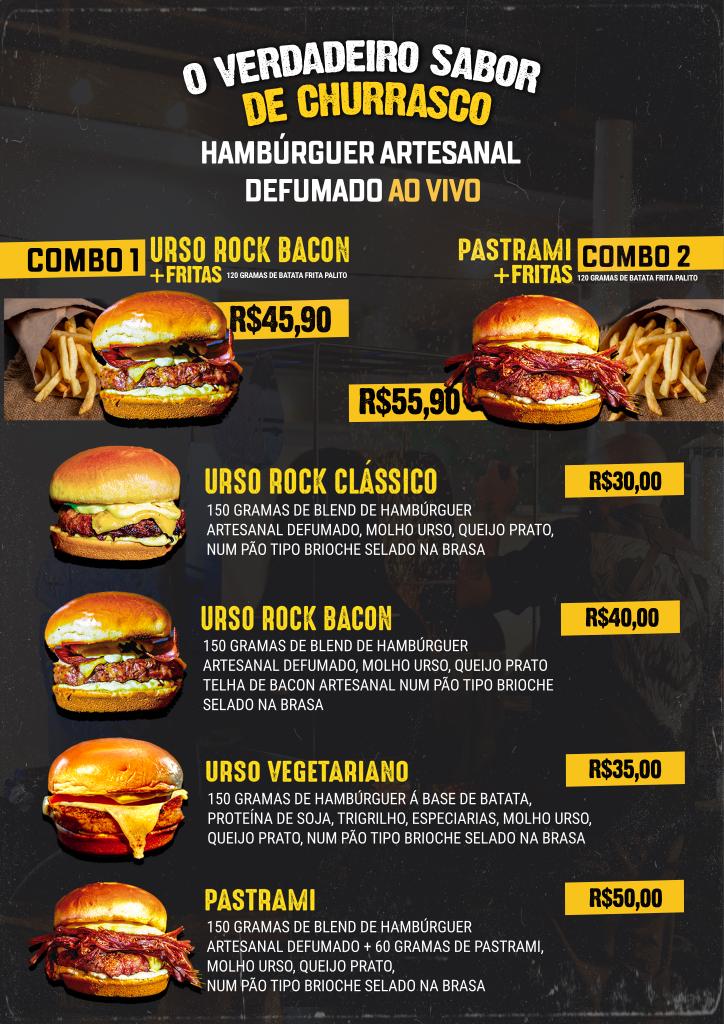 O VERDADEIRO SABOR
DE CHURRASCO
HAMBÚRGUER ARTESANAL
DEFUMADO AO VIVO
COMBO 1
URSO ROCK BACON
+FRITAS 120 GRAMAS DE BATATA FRITA PALITO
R$45,90
PASTRAMI
COMBO 2
+FRITAS 120 GRAMAS DE BATATA FRITA PALITO
R$55,90
URSO ROCK CLÁSSICO
R$30,00
150 GRAMAS DE BLEND DE HAMBÚRGUER
ARTESANAL DEFUMADO, MOLHO URSO, QUEIJO PRATO,
NUM PÃO TIPO BRIOCHE SELADO NA BRASA
URSO ROCK BACON
R$40,00
150 GRAMAS DE BLEND DE HAMBÚRGUER
ARTESANAL DEFUMADO, MOLHO URSO, QUEIJO PRATO
TELHA DE BACON ARTESANAL NUM PÃO TIPO BRIOCHE
SELADO NA BRASA
URSO VEGETARIANO
R$35,00
150 GRAMAS DE HAMBÚRGUER Á BASE DE BATATA,
PROTEÍNA DE SOJA, TRIGRILHO, ESPECIARIAS, MOLHO URSO,
QUEIJO PRATO, NUM PÃO TIPO BRIOCHE SELADO NA BRASA
PASTRAMI
R$50,00
150 GRAMAS DE BLEND DE HAMBÚRGUER
ARTESANAL DEFUMADO + 60 GRAMAS DE PASTRAMI,
MOLHO URSO, QUEIJO PRATO,
NUM PÃO TIPO BRIOCHE SELADO NA BRASA